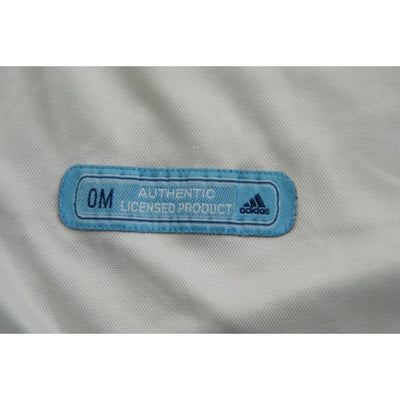 OM
AUTHENTIC
LICENSED PRODUCT
adidas